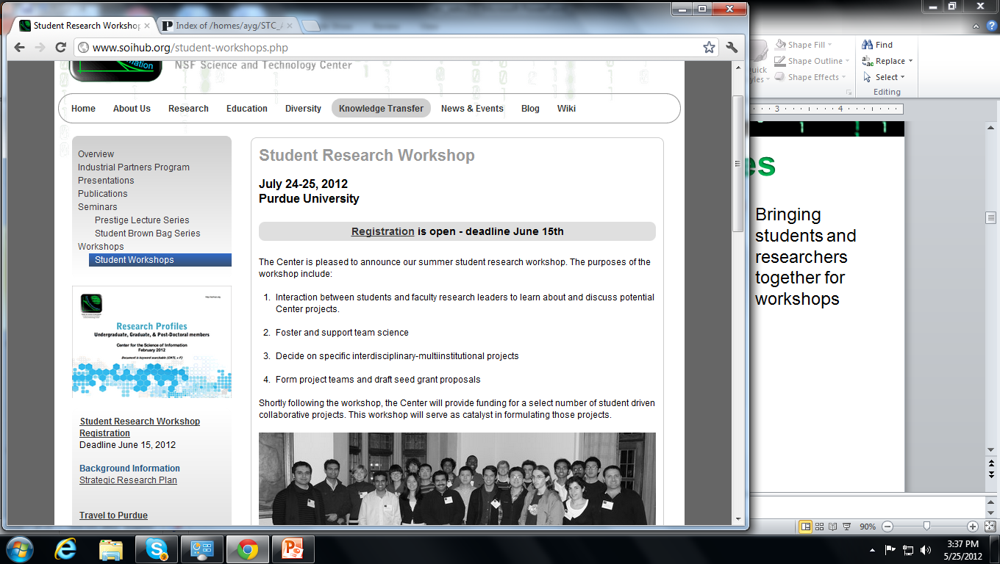 Student Research Workshop
Index of /homes/ayg/STC_A
www.soihub.org/student-workshops.php
NSF Science and Technology Center
Home About Us Research Education Diversity Knowledge Transfer News & Events Blog Wiki
Overview
Industrial Partners Program
Presentations
Publications
Seminars
Prestige Lecture Series
Student Brown Bag Series
Workshops
Student Workshops
Research Profiles
Undergraduate, Graduate, & Post-Doctoral members
Center for the Science of Information
February 2012
Document is keyword searchable (CNTL + F)
Student Research Workshop
Registration
Deadline June 15, 2012
Background Information
Strategic Research Plan
Travel to Purdue
Student Research Workshop
July 24-25, 2012
Purdue University
Registration is open - deadline June 15th
The Center is pleased to announce our summer student research workshop. The purposes of the
workshop include:
1. Interaction between students and faculty research leaders to learn about and discuss potential
Center projects.
2. Foster and support team science
3. Decide on specific interdisciplinary-multiinstitutional projects
4. Form project teams and draft seed grant proposals
Shortly following the workshop, the Center will provide funding for a select number of student driven
collaborative projects. This workshop will serve as catalyst in formulating those projects.
Shape Fill
Shape Outline
Shape Effects
Find
Replace
Select
Editing
3 4
es
Bringing
students and
researchers
together for
workshops
90%
9
3:37 PM
5/25/2012